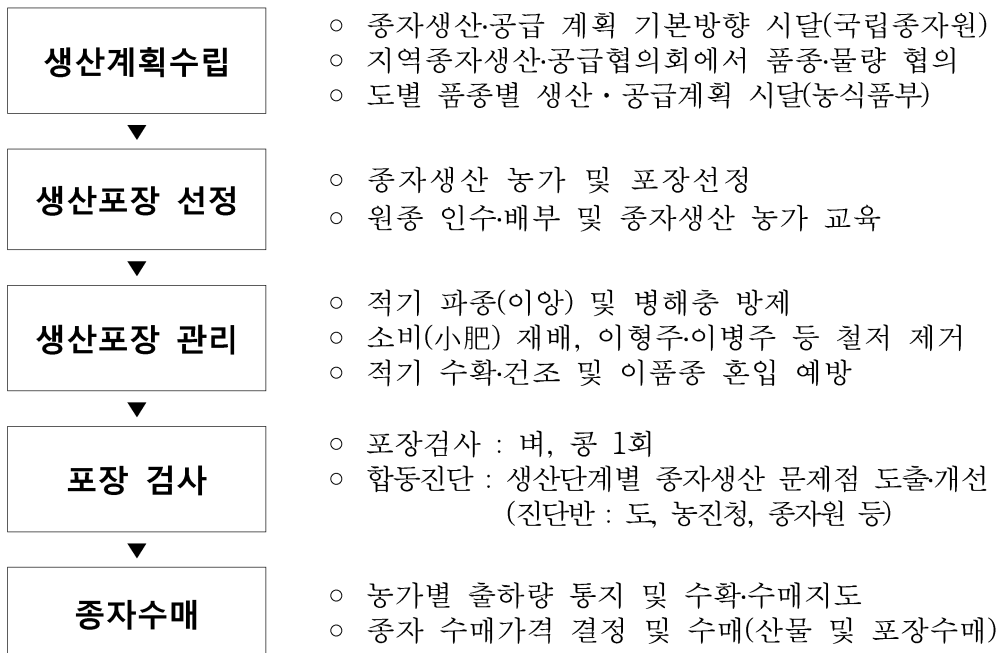 생산계획수립
○ 종자생산·공급 계획 기본방향 시달(국립종자원)
○ 지역종자생산·공급협의회에서 품종·물량 협의
○ 도별 품종별 생산·공급계획 시달(농식품부)
▼
생산포장 선정
○ 종자생산 농가 및 포장선정
○ 원종 인수·배부 및 종자생산 농가 교육
▼
생산포장 관리
○ 적기 파종(이앙) 및 병해충 방제
○ 소비(小肥) 재배, 이형주·이병주 등 철저 제거
○ 적기 수확·건조 및 이품종 혼입 예방
▼
포장 검사
○ 포장검사 : 벼, 콩 1회
○ 합동진단 : 생산단계별 종자생산 문제점 도출·개선
(진단반 : 도, 농진청, 종자원 등)
▼
종자수매
○ 농가별 출하량 통지 및 수확·수매지도
○ 종자 수매가격 결정 및 수매(산물 및 포장수매)